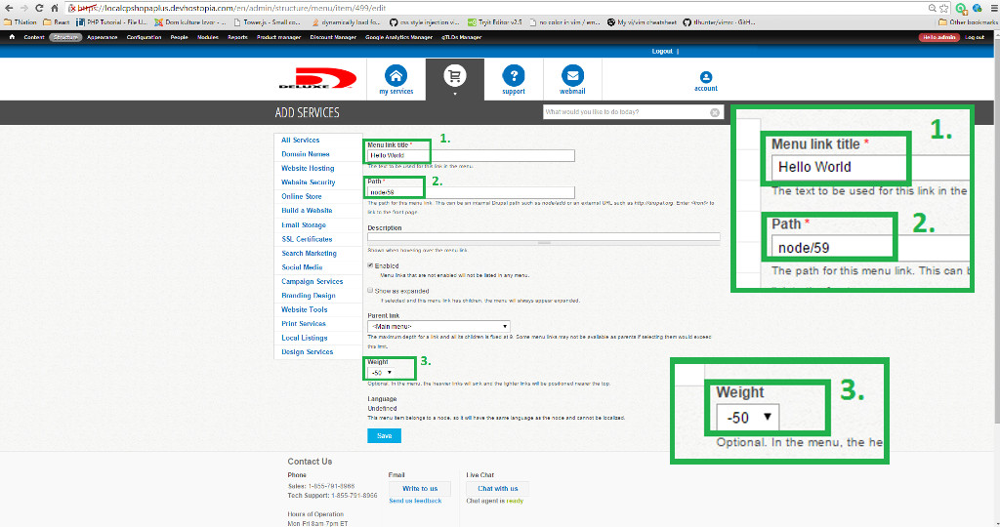 https://localcpshopaplus.devhostopia.com/en/admin/structure/menu/item/499/edit
TNation React PHP Tutorial - File U... Dom kulture Izvor - ... Tower.js - Small co... dynamically load fo... css style injection vi... Tryit Editor v2.5 no color in vim / em... My vi/vim cheatsheet tlhunter/vimrc · GitH... Other bookmarks
Content Structure Appearance Configuration People Modules Reports Product manager Discount Manager Google Analytics Manager qTLDs Manager Hello admin Log out
Logout |
DELUXE
my services
support
webmail
account
ADD SERVICES
What would you like to do today?
All Services
Domain Names
Website Hosting
Website Security
Online Store
Build a Website
Email Storage
SSL Certificates
Search Marketing
Social Media
Campaign Services
Branding Design
Website Tools
Print Services
Local Listings
Design Services
Menu link title *
1.
Hello World
The text to be used for this link in the menu.
Path *
2.
node/59
The path for this menu link. This can be an internal Drupal path such as node/add or an external URL such as http://drupal.org. Enter <front> to
link to the front page.
Description
Shown when hovering over the menu link.
Enabled
Menu links that are not enabled will not be listed in any menu.
Show as expanded
If selected and this menu link has children, the menu will always appear expanded.
Parent link
<Main menu>
The maximum depth for a link and all its children is fixed at 9. Some menu links may not be available as parents if selecting them would exceed
this limit.
Weight
3.
-50
Optional. In the menu, the heavier links will sink and the lighter links will be positioned nearer the top.
Language
Undefined
This menu item belongs to a node, so it will have the same language as the node and cannot be localized.
Save
Menu link title *
1.
Hello World
The text to be used for this link in the
Path *
2.
node/59
The path for this menu link. This can b
Weight
3.
-50
Optional. In the menu, the he
Contact Us
Phone
Sales: 1-855-791-8966
Tech Support: 1-855-791-8966
Hours of Operation
Mon Fri 8am 7pm ET
Email
Write to us
Send us feedback
Live Chat
Chat with us
Chat agent is ready